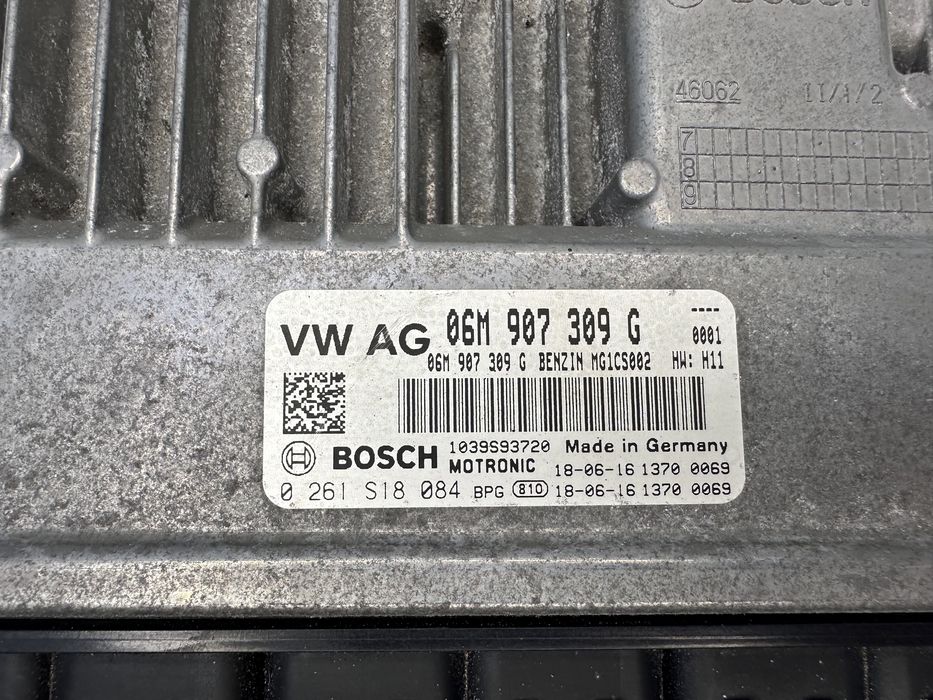 BOSCH
46062 II/A/2
7
8
9
VW AG 06M 907 309 G ----
0001
06M 907 309 G BENZIN MG1CS002 HW: H11
BOSCH 1039S93720 Made in Germany
MOTRONIC 18-06-16 1370 0069
0 261 S18 084 BPG 810 18-06-16 1370 0069